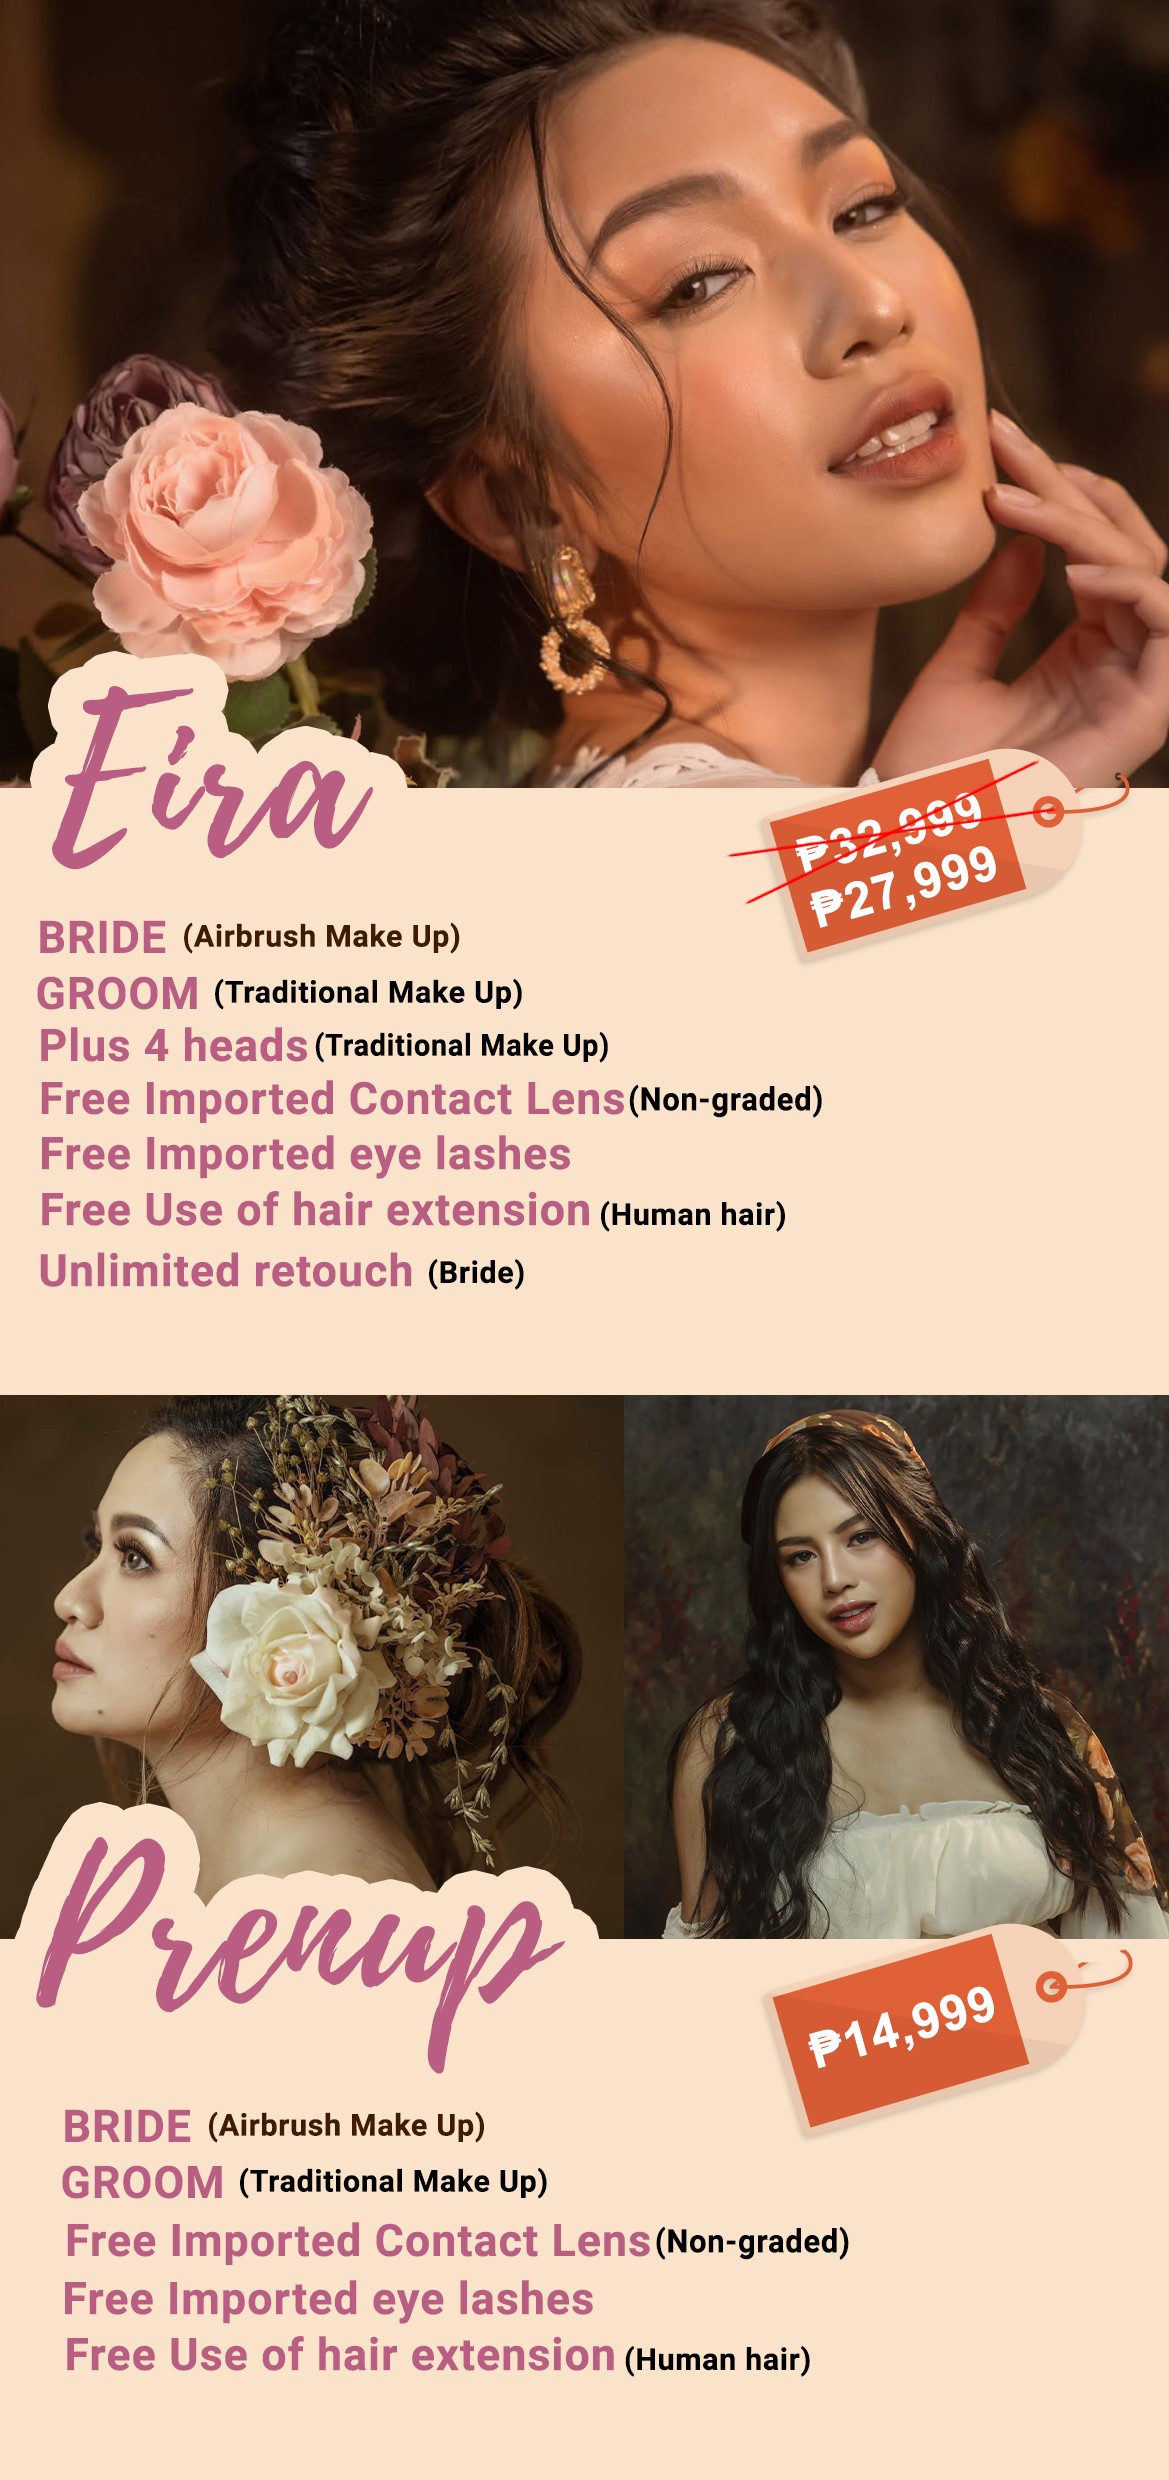 Eira
₱32,999
₱27,999
BRIDE (Airbrush Make Up)
GROOM (Traditional Make Up)
Plus 4 heads (Traditional Make Up)
Free Imported Contact Lens (Non-graded)
Free Imported eye lashes
Free Use of hair extension (Human hair)
Unlimited retouch (Bride)
Prenup
₱14,999
BRIDE (Airbrush Make Up)
GROOM (Traditional Make Up)
Free Imported Contact Lens (Non-graded)
Free Imported eye lashes
Free Use of hair extension (Human hair)